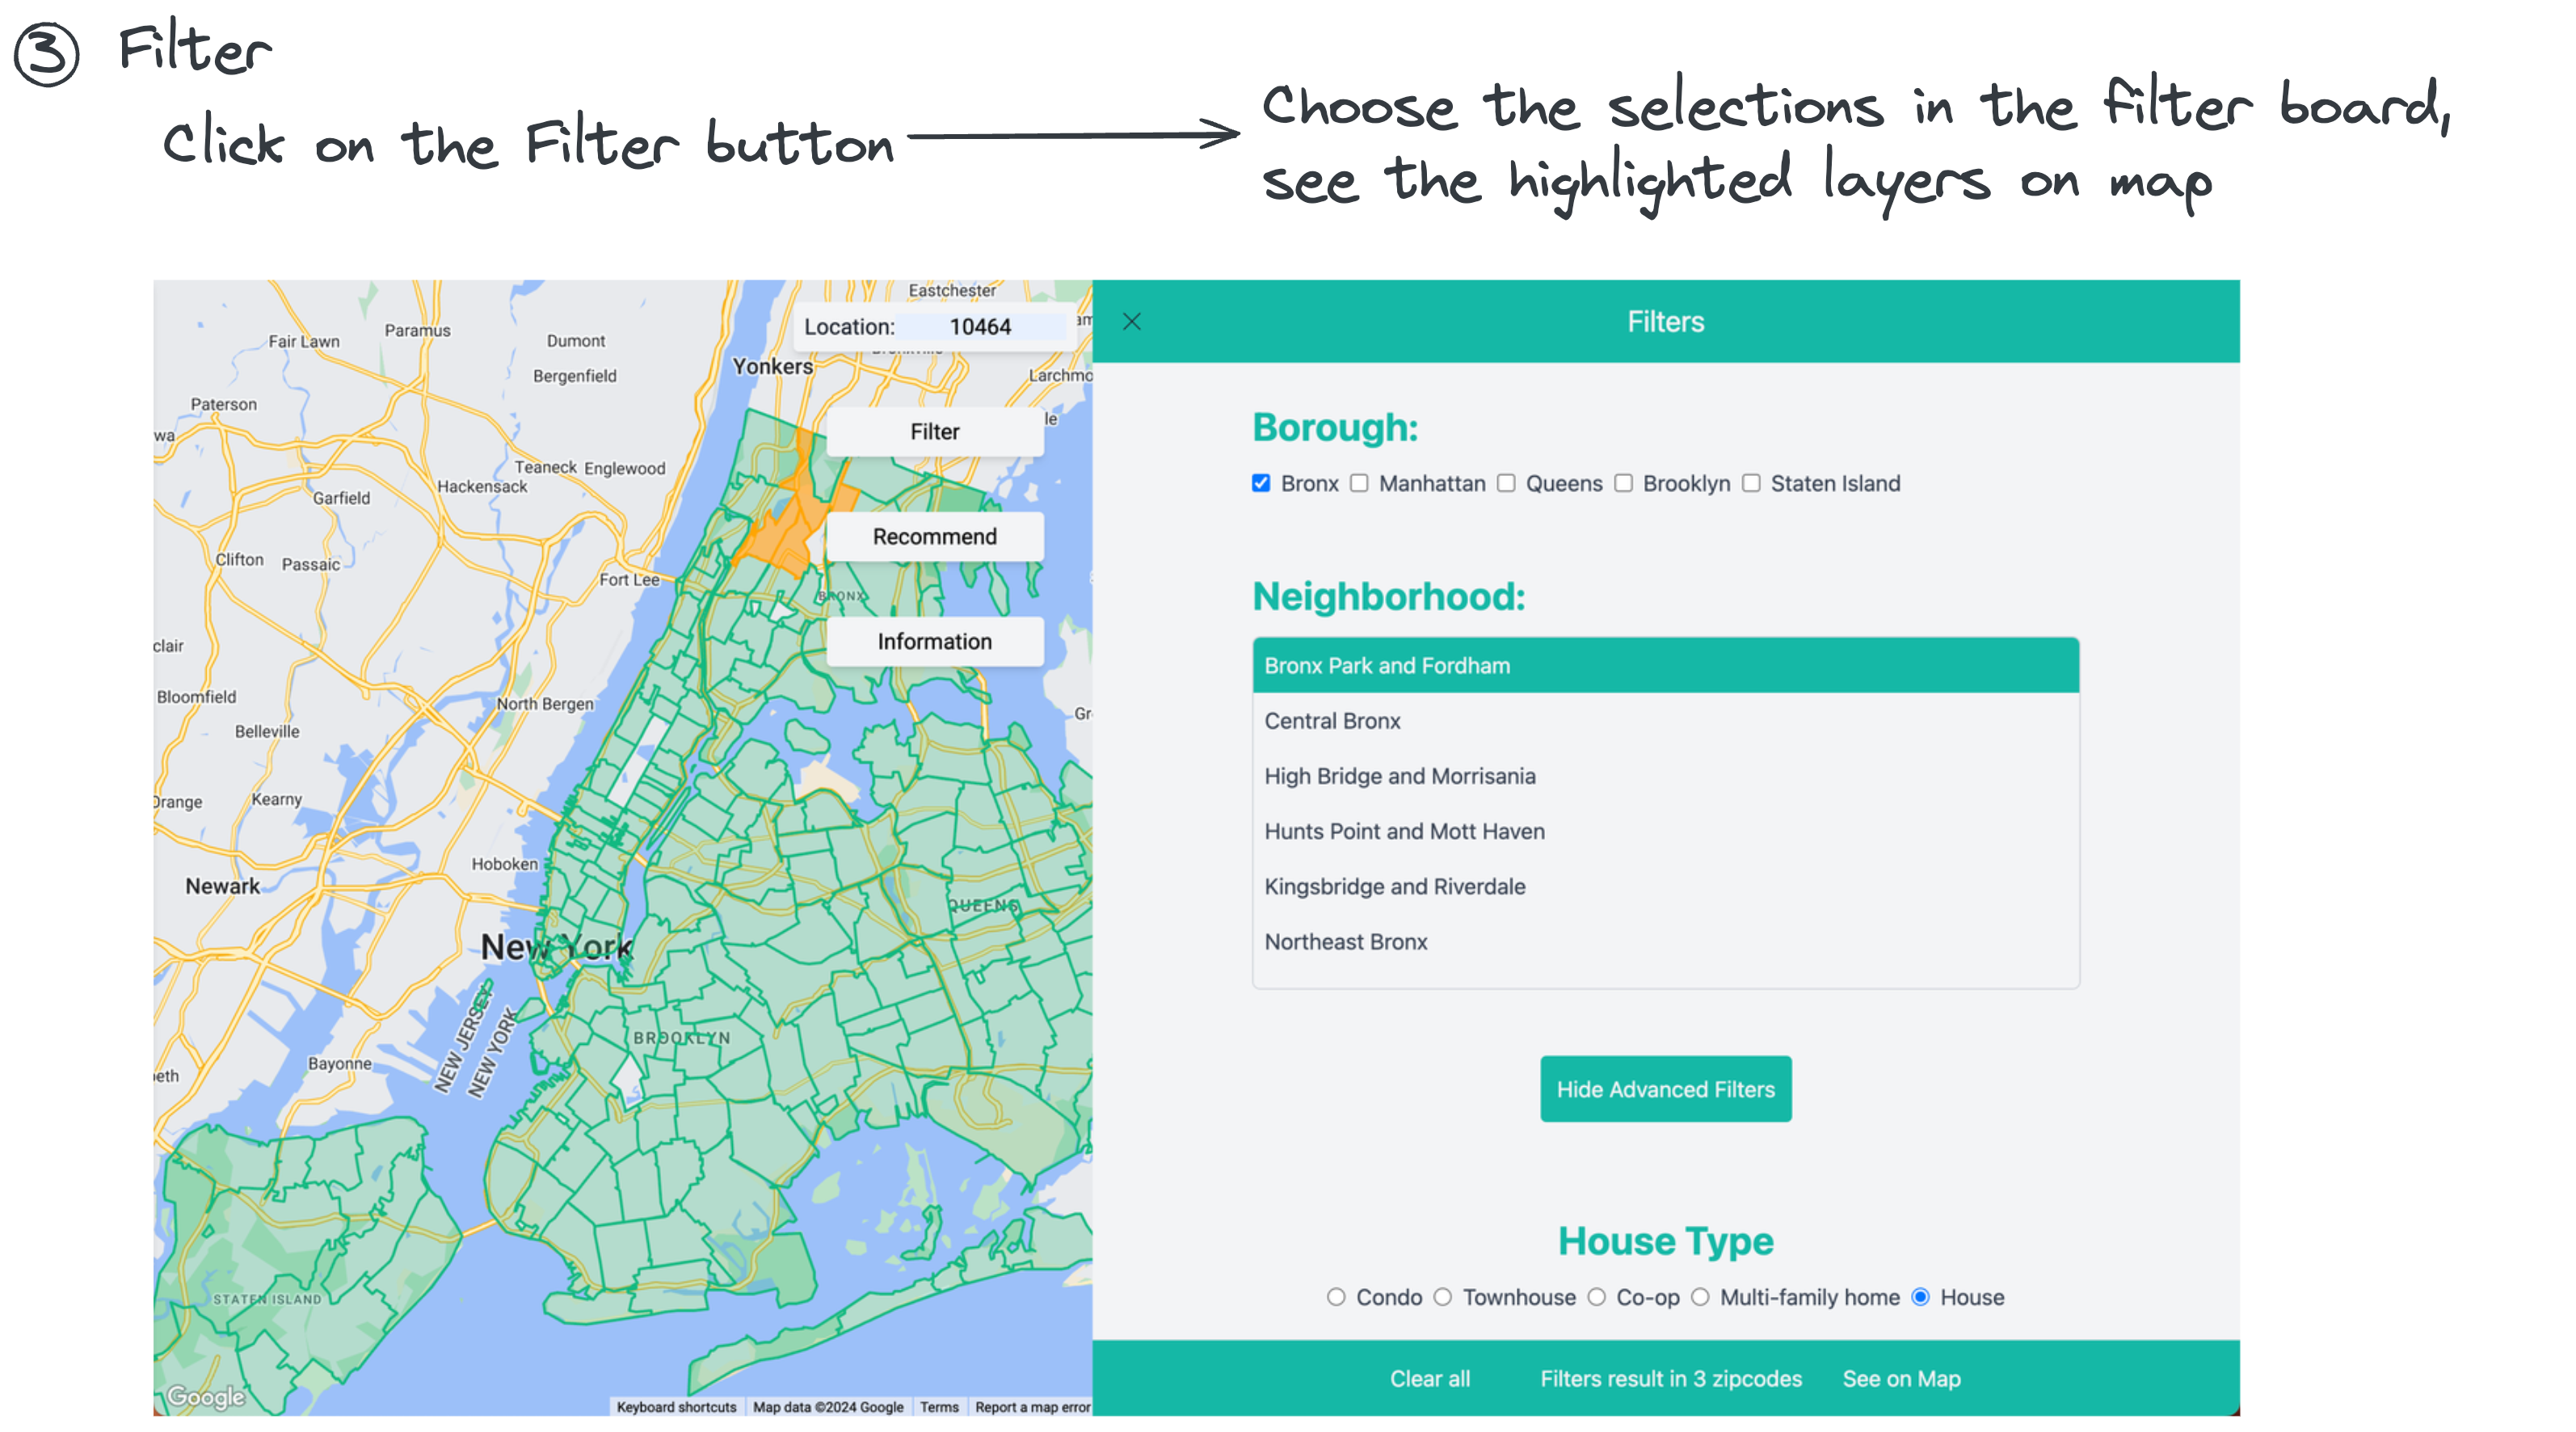 3 Filter
Click on the Filter button
Choose the selections in the filter board,
see the highlighted layers on map
Eastchester
Location: 10464
Fair Lawn
Paramus
Dumont
Yonkers
Bergenfield
Larchmo
Paterson
wa
le
Filter
Teaneck
Englewood
Hackensack
Garfield
Recommend
Clifton
Passaic
Fort Lee
BRONX
clair
Information
Bloomfield
North Bergen
Gr
Belleville
Orange
Kearny
Hoboken
Newark
QUEENS
New York
NEW JERSEY
NEW YORK
BROOKLYN
Bayonne
eth
STATEN ISLAND
Google
Keyboard shortcuts
Map data ©2024 Google
Terms
Report a map error
Filters
Borough:
Bronx Manhattan Queens Brooklyn Staten Island
Neighborhood:
Bronx Park and Fordham
Central Bronx
High Bridge and Morrisania
Hunts Point and Mott Haven
Kingsbridge and Riverdale
Northeast Bronx
Hide Advanced Filters
House Type
Condo Townhouse Co-op Multi-family home House
Clear all Filters result in 3 zipcodes See on Map